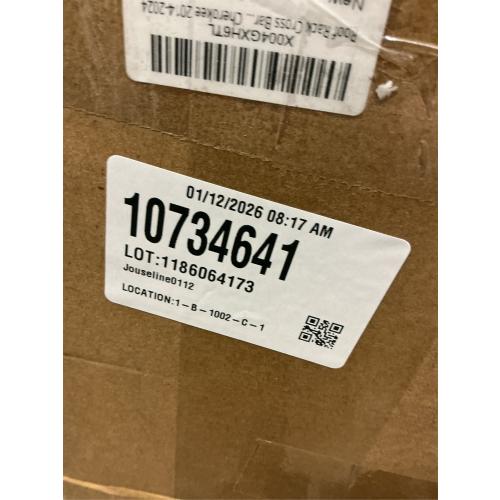 New
Roof Rack Cross Bar... Cherokee 2014-2024
X004GXH6TL
01/12/2026 08:17 AM
10734641
LOT:1186064173
Jouseline0112
LOCATION:1-B-1002-C-1